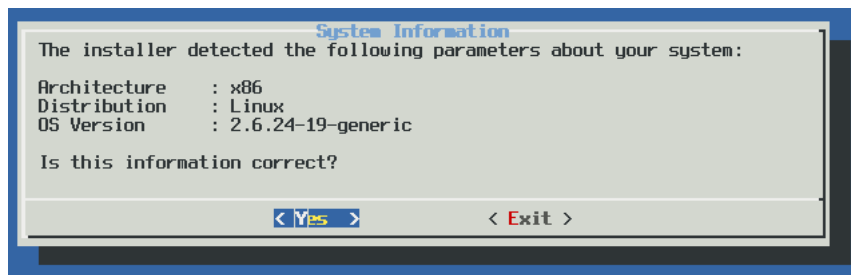 System Information
The installer detected the following parameters about your system:
Architecture : x86
Distribution : Linux
OS Version : 2.6.24-19-generic
Is this information correct?
< Yes > < Exit >